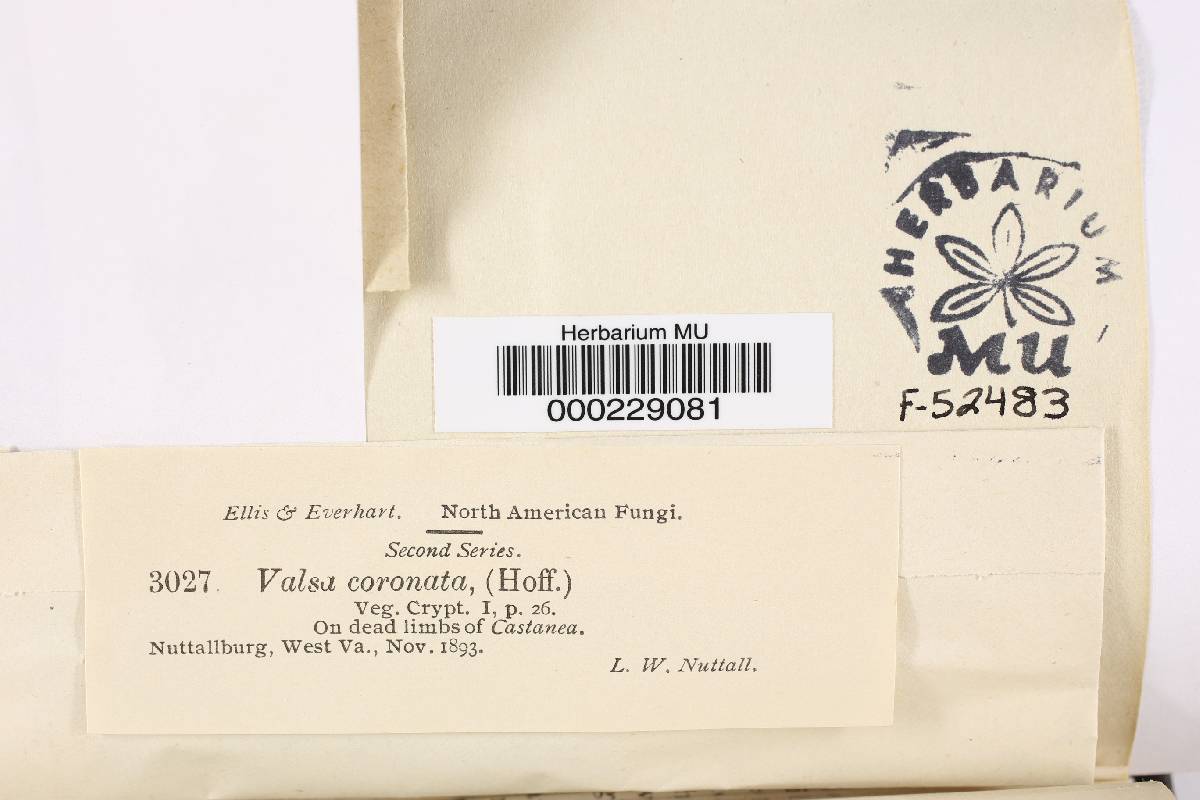 HERBARIUM
MU
F-52483
Herbarium MU
000229081
Ellis & Everhart. North American Fungi.
Second Series.
3027. Valsa coronata, (Hoff.)
Veg. Crypt. I, p. 26.
On dead limbs of Castanea.
Nuttallburg, West Va., Nov. 1893.
L. W. Nuttall.